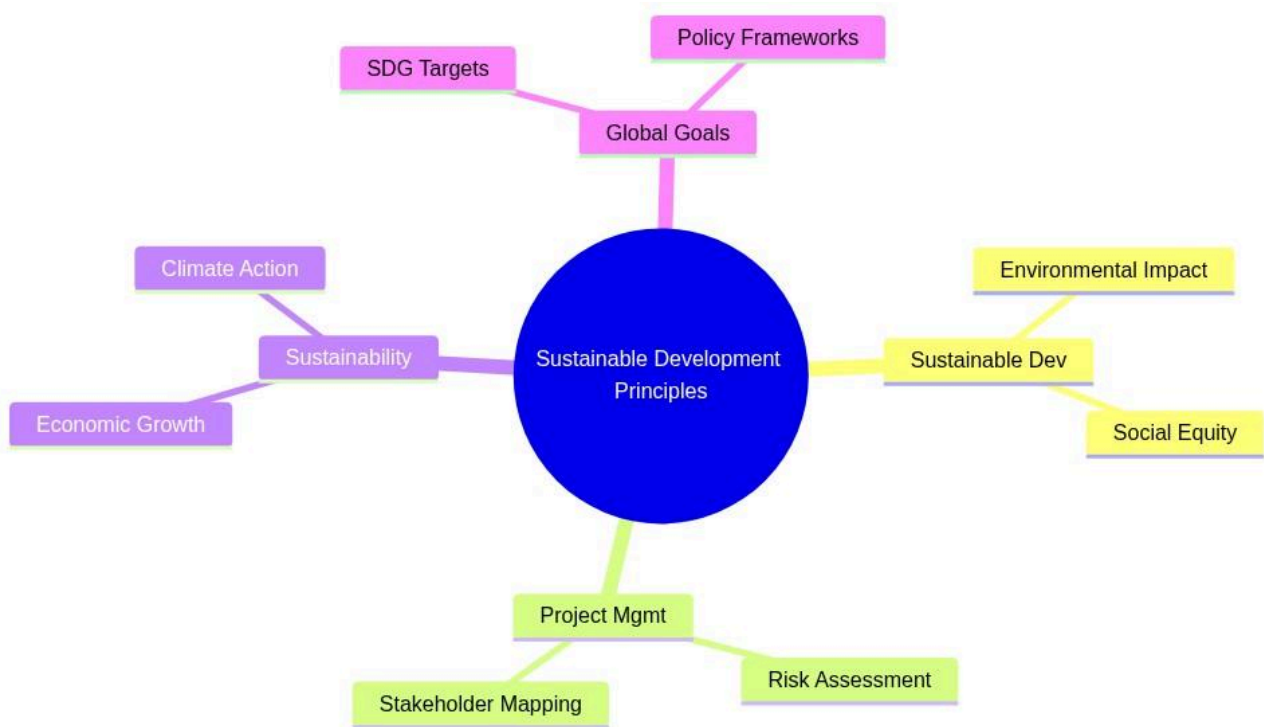 Policy Frameworks
SDG Targets
Global Goals
Climate Action
Environmental Impact
Sustainability
Sustainable Development
Principles
Sustainable Dev
Economic Growth
Social Equity
Project Mgmt
Risk Assessment
Stakeholder Mapping